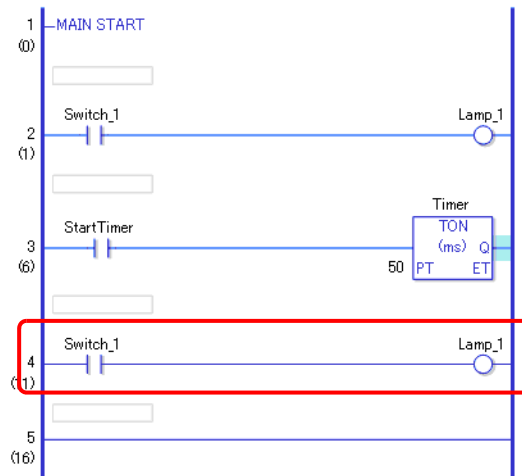 1 MAIN START
(0)
Switch_1 Lamp_1
2
(1)
Timer
StartTimer TON
3 (ms) Q
(6) 50 PT ET
Switch_1 Lamp_1
4
(11)
5
(16)